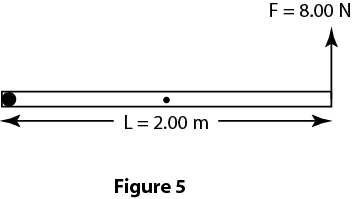 F = 8.00 N
L = 2.00 m
Figure 5